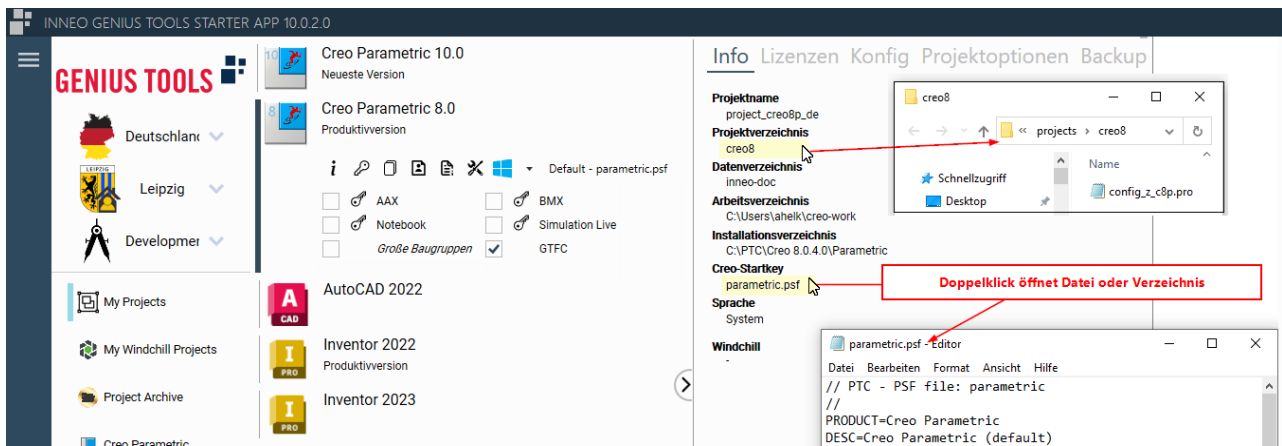 INNEO GENIUS TOOLS STARTER APP 10.0.2.0
GENIUS TOOLS
Deutschland
LEIPZIG
Leipzig
Developmer
My Projects
My Windchill Projects
Project Archive
Creo Parametric
10
Creo Parametric 10.0
Neueste Version
8
Creo Parametric 8.0
Produktivversion
Default - parametric.psf
AAX
BMX
Notebook
Simulation Live
Große Baugruppen
GTFC
A
CAD
AutoCAD 2022
I
PRO
Inventor 2022
Produktivversion
I
PRO
Inventor 2023
Info Lizenzen Konfig Projektoptionen Backup
Projektname
project_creo8p_de
Projektverzeichnis
creo8
Datenverzeichnis
inneo-doc
Arbeitsverzeichnis
C:\Users\ahelk\creo-work
Installationsverzeichnis
C:\PTC\Creo 8.0.4.0\Parametric
Creo-Startkey
parametric.psf
Sprache
System
Windchill
-
creo8
« projects › creo8
Name
Schnellzugriff
config_z_c8p.pro
Desktop
Doppelklick öffnet Datei oder Verzeichnis
parametric.psf - Editor
Datei Bearbeiten Format Ansicht Hilfe
// PTC - PSF file: parametric
//
PRODUCT=Creo Parametric
DESC=Creo Parametric (default)